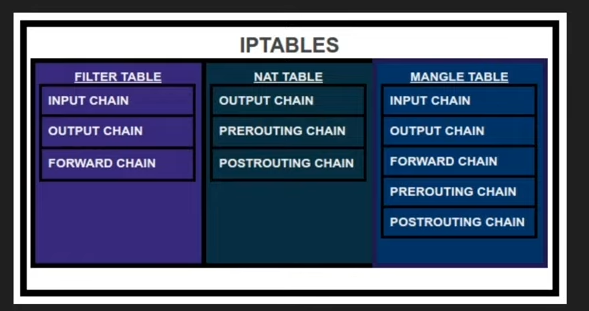 IPTABLES
FILTER TABLE
INPUT CHAIN
OUTPUT CHAIN
FORWARD CHAIN
NAT TABLE
OUTPUT CHAIN
PREROUTING CHAIN
POSTROUTING CHAIN
MANGLE TABLE
INPUT CHAIN
OUTPUT CHAIN
FORWARD CHAIN
PREROUTING CHAIN
POSTROUTING CHAIN